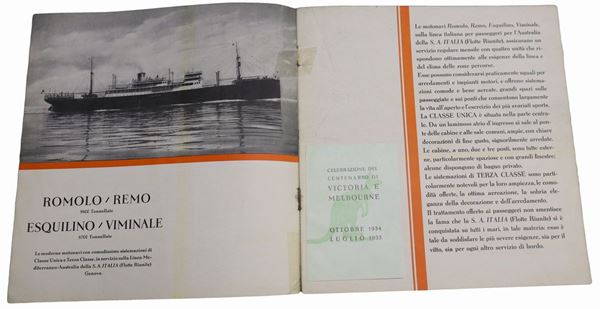 ROMOLO / REMO
9802 Tonnellate
ESQUILINO / VIMINALE
8702 Tonnellate
Le moderne motonavi con comodissime sistemazioni di
Classe Unica e Terza Classe, in servizio sulla Linea Me-
diterraneo-Australia della S. A. ITALIA (Flotte Riunite)
Genova
CELEBRAZIONE DEL
CENTENARIO DI
VICTORIA E
MELBOURNE
OTTOBRE 1934
LUGLIO 1935
Le motonavi Romolo, Remo, Esquilino, Viminale,
sulla linea italiana per passeggeri per l'Australia
della S. A. ITALIA (Flotte Riunite), assicurano un
servizio regolare mensile con quattro unità che ri-
spondono ottimamente alle esigenze della linea e
del clima delle zone percorse.
Esse possono considerarsi praticamente uguali per
arredamenti e impianti motori, e offrono sistema-
zioni comode e bene aereate, grandi spazi sulle
passeggiate e sui ponti che consentono largamente
la vita all'aperto e l'esercizio dei più svariati sports.
La CLASSE UNICA è situata nella parte centra-
le. Da un luminoso atrio d'ingresso si sale al pon-
te delle cabine e alle sale comuni, ampie, con chiare
decorazioni di fine gusto, signorilmente arredate.
Le cabine, a uno, due e tre posti, sono tutte ester-
ne, particolarmente spaziose e con grandi finestre;
alcune dispongono di bagno privato.
Le sistemazioni di TERZA CLASSE sono parti-
colarmente notevoli per la loro ampiezza, le como-
dità offerte, la ottima aereazione, la sobria ele-
ganza della decorazione e dell'arredamento.
Il trattamento offerto ai passeggeri non smentisce
la fama che la S. A. ITALIA (Flotte Riunite) si è
conquistata su tutti i mari, in tale materia: esso è
tale da soddisfare le più severe esigenze, sia per il
vitto, sia per ogni altro servizio di bordo.